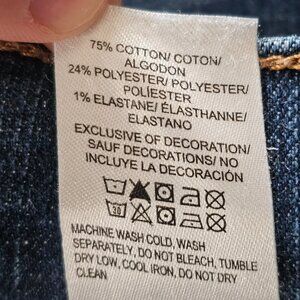 75% COTTON/ COTON/
ALGODON
24% POLYESTER/ POLYESTER/
POLIESTER
1% ELASTANE/ ÉLASTHANNE/
ELASTANO
EXCLUSIVE OF DECORATION/
SAUF DECORATIONS/ NO
INCLUYE LA DECORACIÓN
30
MACHINE WASH COLD, WASH
SEPARATELY, DO NOT BLEACH, TUMBLE
DRY LOW, COOL IRON, DO NOT DRY
CLEAN